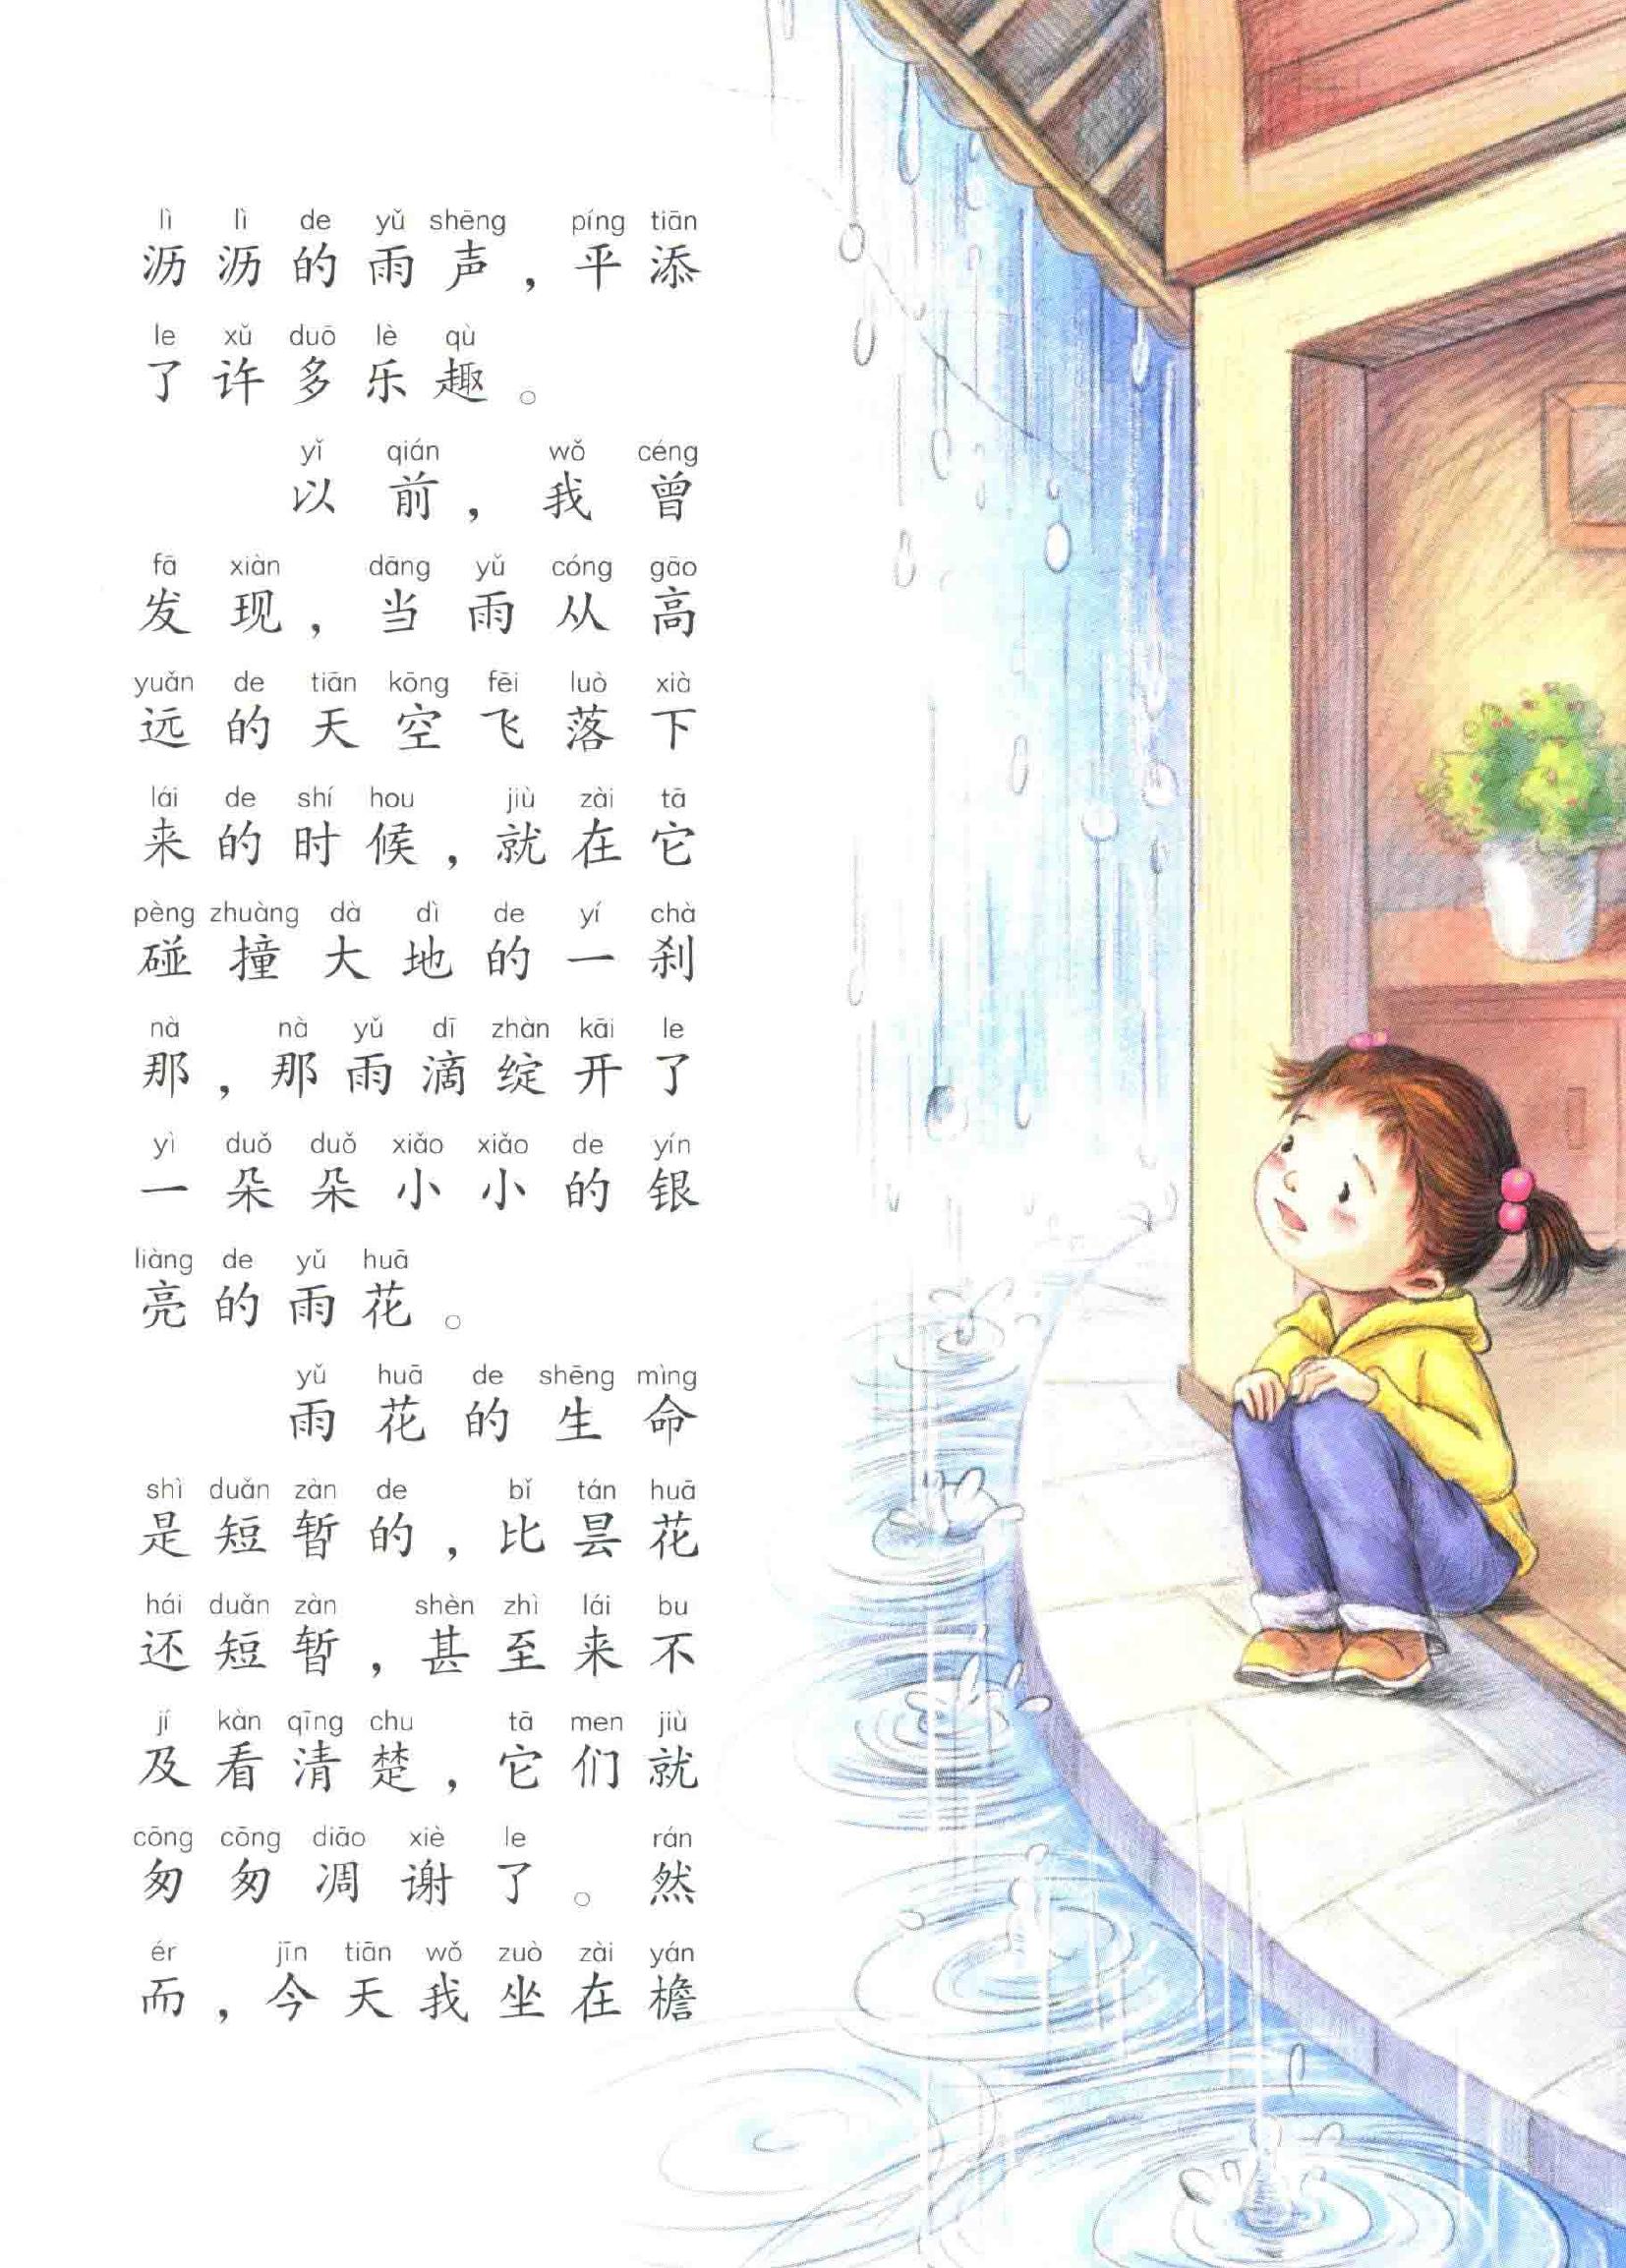 lì lì de yǔ shēng píng tiān
沥沥的雨声，平添
le xǔ duō lè qù
了许多乐趣。
yǐ qián wǒ céng
以前，我曾
fā xiàn dāng yǔ cóng gāo
发现，当雨从高
yuǎn de tiān kōng fēi luò xià
远的天空飞落下
lái de shí hou jiù zài tā
来的时候，就在它
pèng zhuàng dà dì de yí chà
碰撞大地的一刹
nà nà yǔ dī zhàn kāi le
那，那雨滴绽开了
yì duǒ duǒ xiǎo xiǎo de yín
一朵朵小小的银
liàng de yǔ huā
亮的雨花。
yǔ huā de shēng mìng
雨花的生命
shì duǎn zàn de bǐ tán huā
是短暂的，比昙花
hái duǎn zàn shèn zhì lái bu
还短暂，甚至来不
jí kàn qīng chu tā men jiù
及看清楚，它们就
cōng cōng diāo xiè le rán
匆匆凋谢了。然
ér jīn tiān wǒ zuò zài yán
而，今天我坐在檐